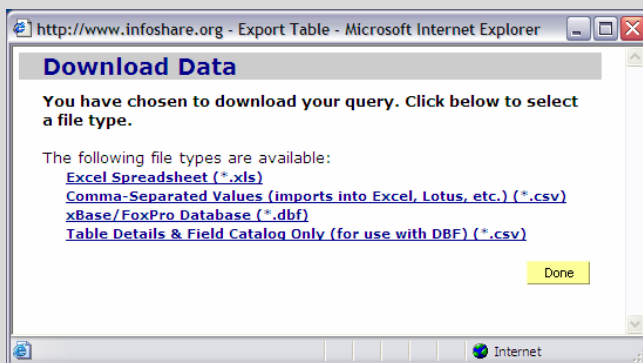 http://www.infoshare.org - Export Table - Microsoft Internet Explorer
Download Data
You have chosen to download your query. Click below to select
a file type.
The following file types are available:
Excel Spreadsheet (*.xls)
Comma-Separated Values (imports into Excel, Lotus, etc.) (*.csv)
xBase/FoxPro Database (*.dbf)
Table Details & Field Catalog Only (for use with DBF) (*.csv)
Done
Internet